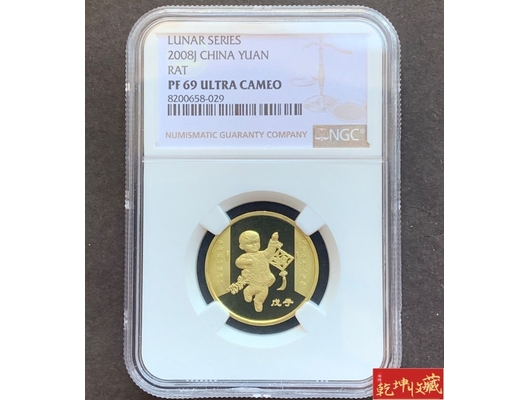 LUNAR SERIES
2008J CHINA YUAN
RAT
PF 69 ULTRA CAMEO
8200658-029
NUMISMATIC GUARANTY COMPANY
NGC
戊子
乾坤收藏